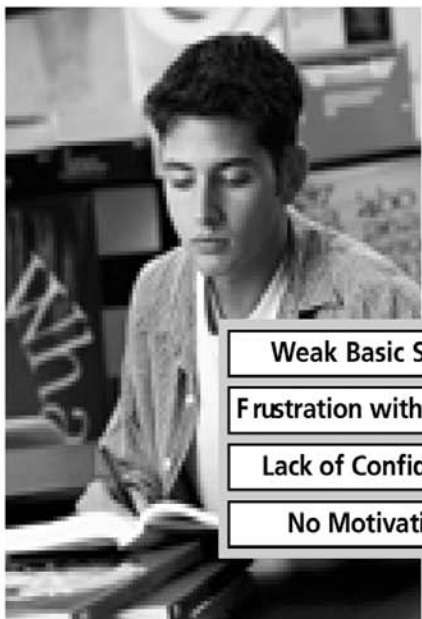 Wha
Weak Basic S
Frustration with
Lack of Confid
No Motivati